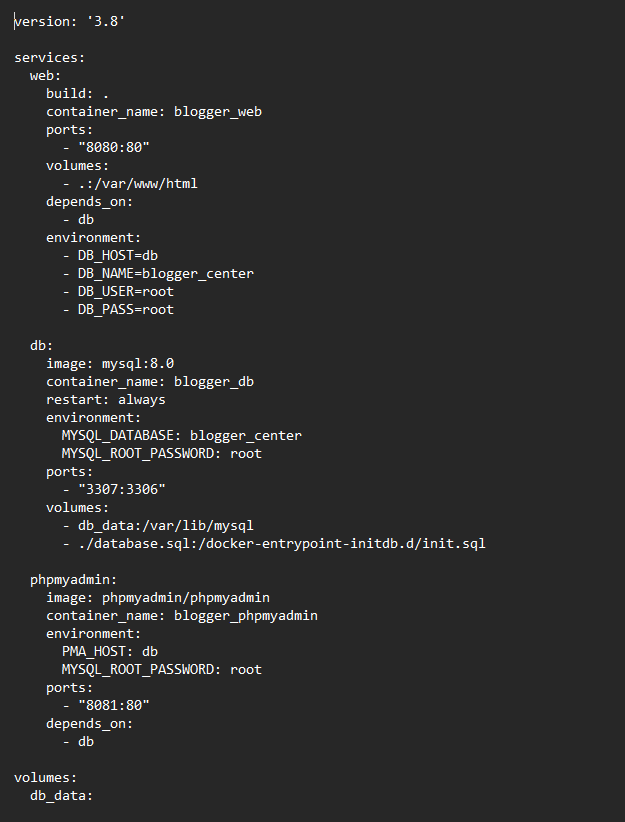 version: '3.8'

services:
  web:
    build: .
    container_name: blogger_web
    ports:
      - "8080:80"
    volumes:
      - .:/var/www/html
    depends_on:
      - db
    environment:
      - DB_HOST=db
      - DB_NAME=blogger_center
      - DB_USER=root
      - DB_PASS=root

  db:
    image: mysql:8.0
    container_name: blogger_db
    restart: always
    environment:
      MYSQL_DATABASE: blogger_center
      MYSQL_ROOT_PASSWORD: root
    ports:
      - "3307:3306"
    volumes:
      - db_data:/var/lib/mysql
      - ./database.sql:/docker-entrypoint-initdb.d/init.sql

  phpmyadmin:
    image: phpmyadmin/phpmyadmin
    container_name: blogger_phpmyadmin
    environment:
      PMA_HOST: db
      MYSQL_ROOT_PASSWORD: root
    ports:
      - "8081:80"
    depends_on:
      - db

volumes:
  db_data: